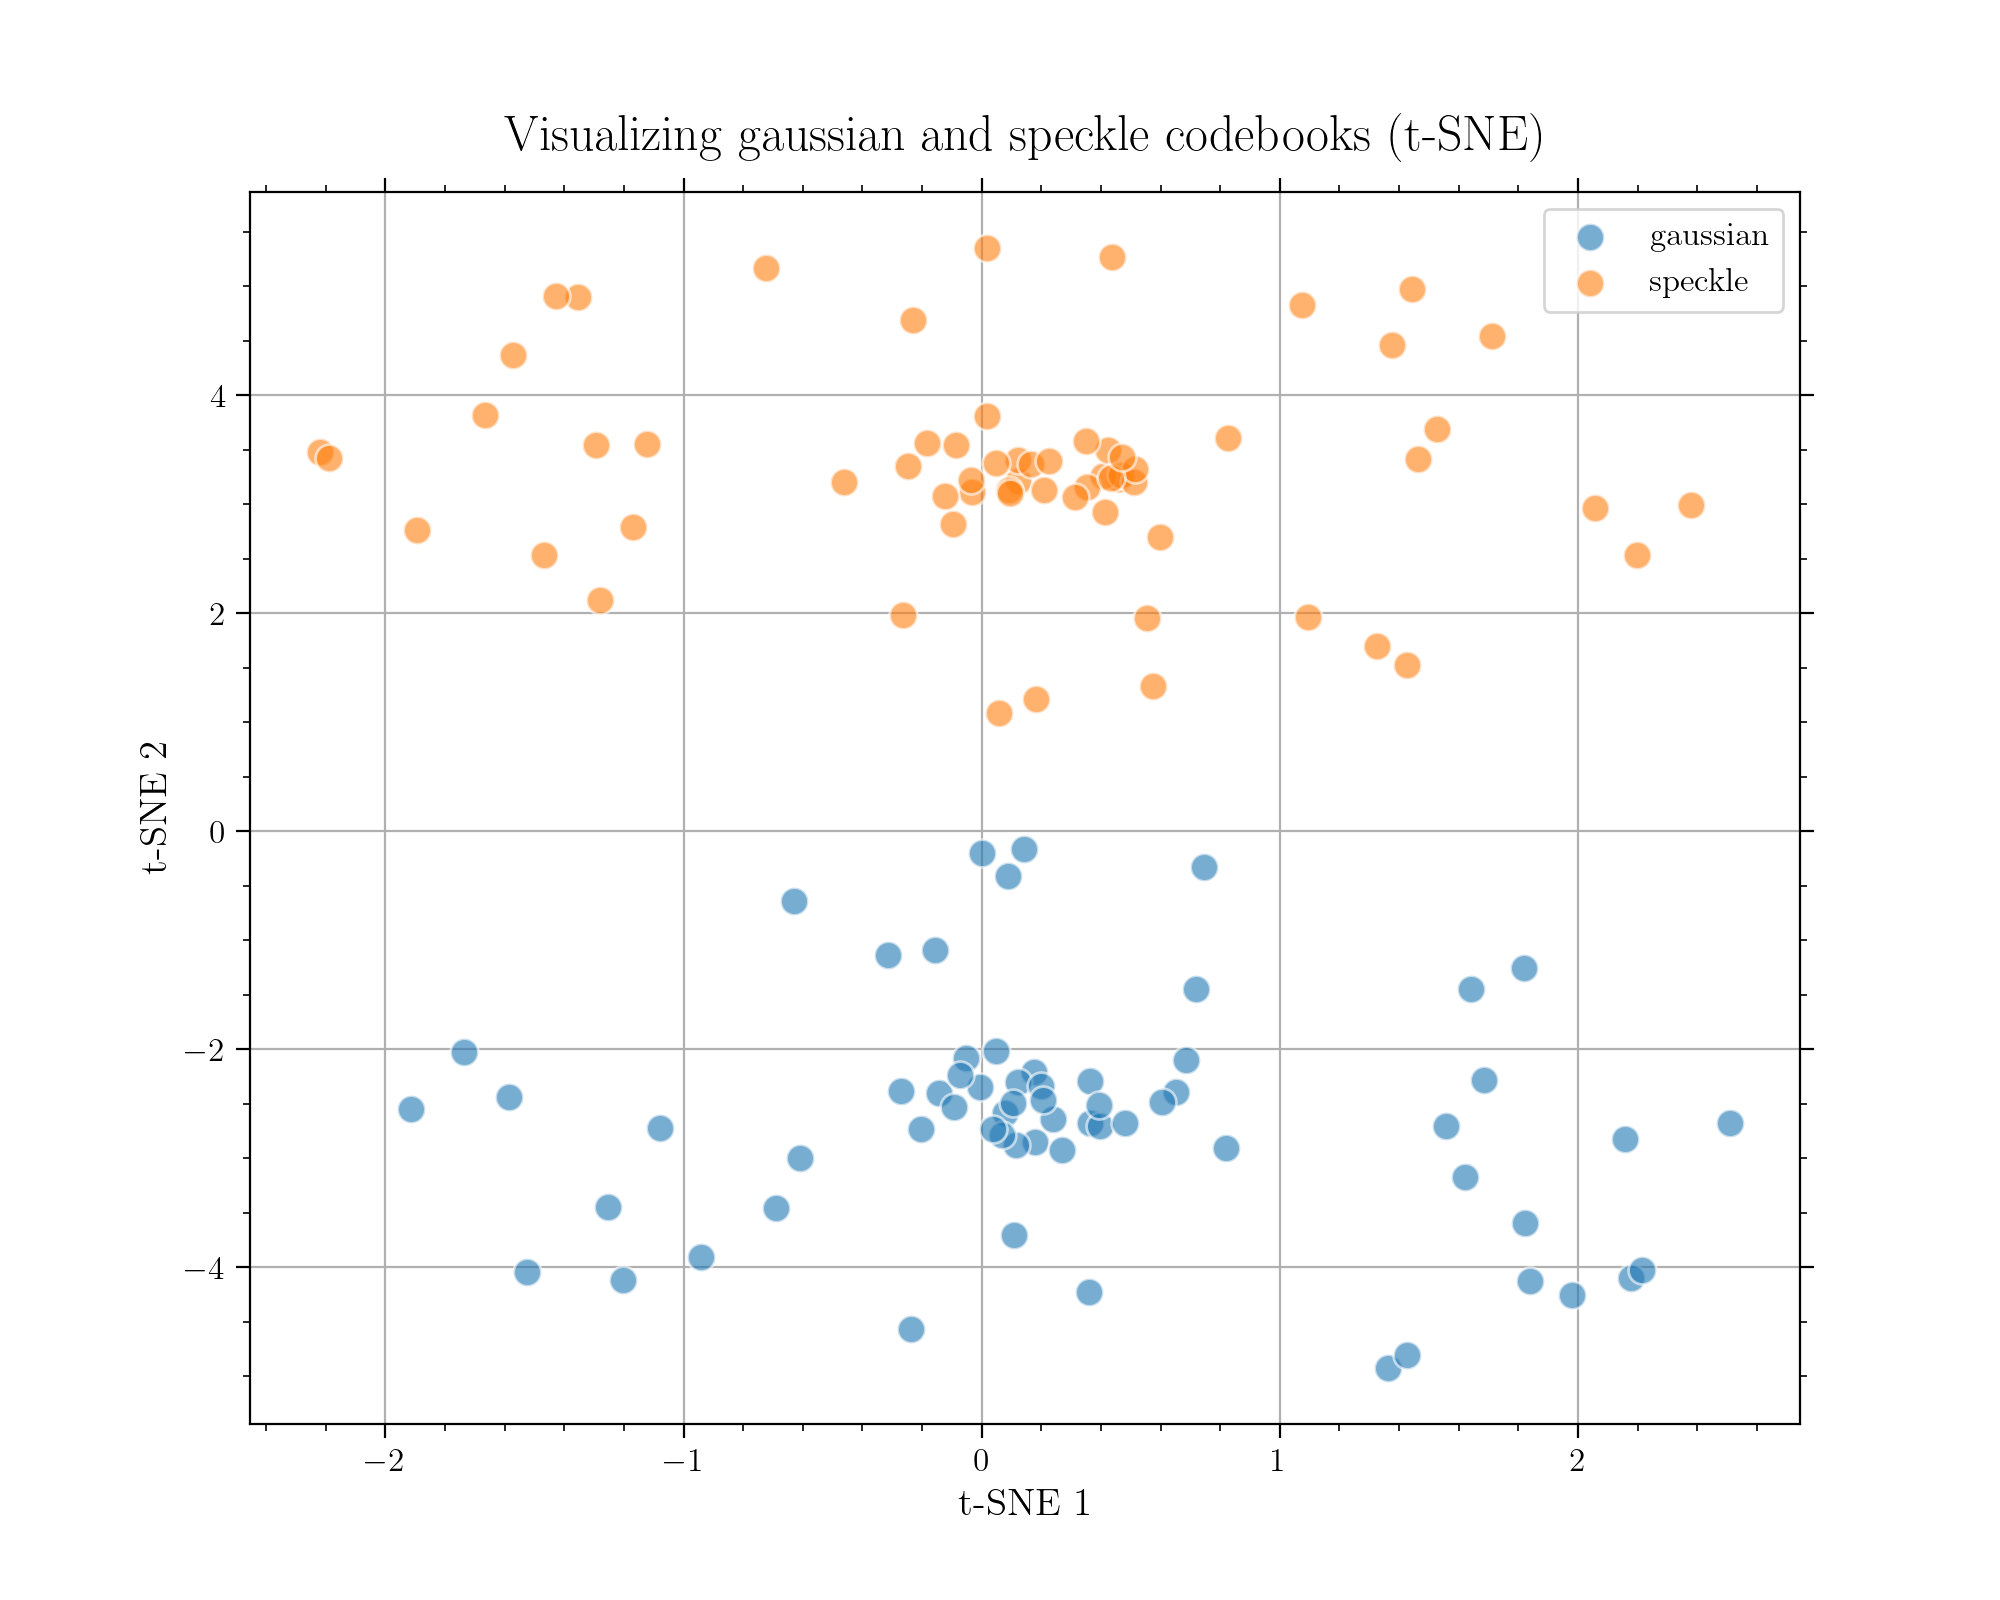 Visualizing gaussian and speckle codebooks (t-SNE)
gaussian
speckle
4
2
0
−2
−4
t-SNE 2
−2
−1
0
1
2
t-SNE 1